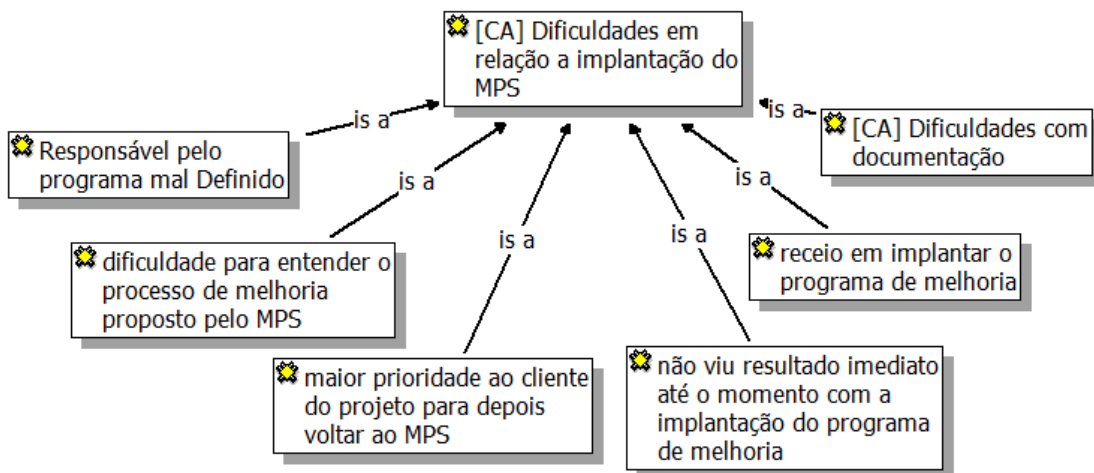 [CA] Dificuldades em
relação a implantação do
MPS
is a
is a
[CA] Dificuldades com
documentação
Responsável pelo
programa mal Definido
is a
is a
is a
is a
dificuldade para entender o
processo de melhoria
proposto pelo MPS
receio em implantar o
programa de melhoria
maior prioridade ao cliente
do projeto para depois
voltar ao MPS
não viu resultado imediato
até o momento com a
implantação do programa
de melhoria